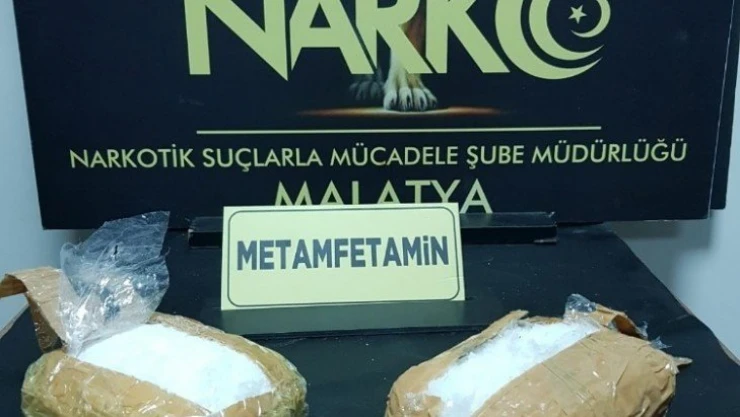 NARKO
NARKOTİK SUÇLARLA MÜCADELE ŞUBE MÜDÜRLÜĞÜ
MALATYA
METAMFETAMİN